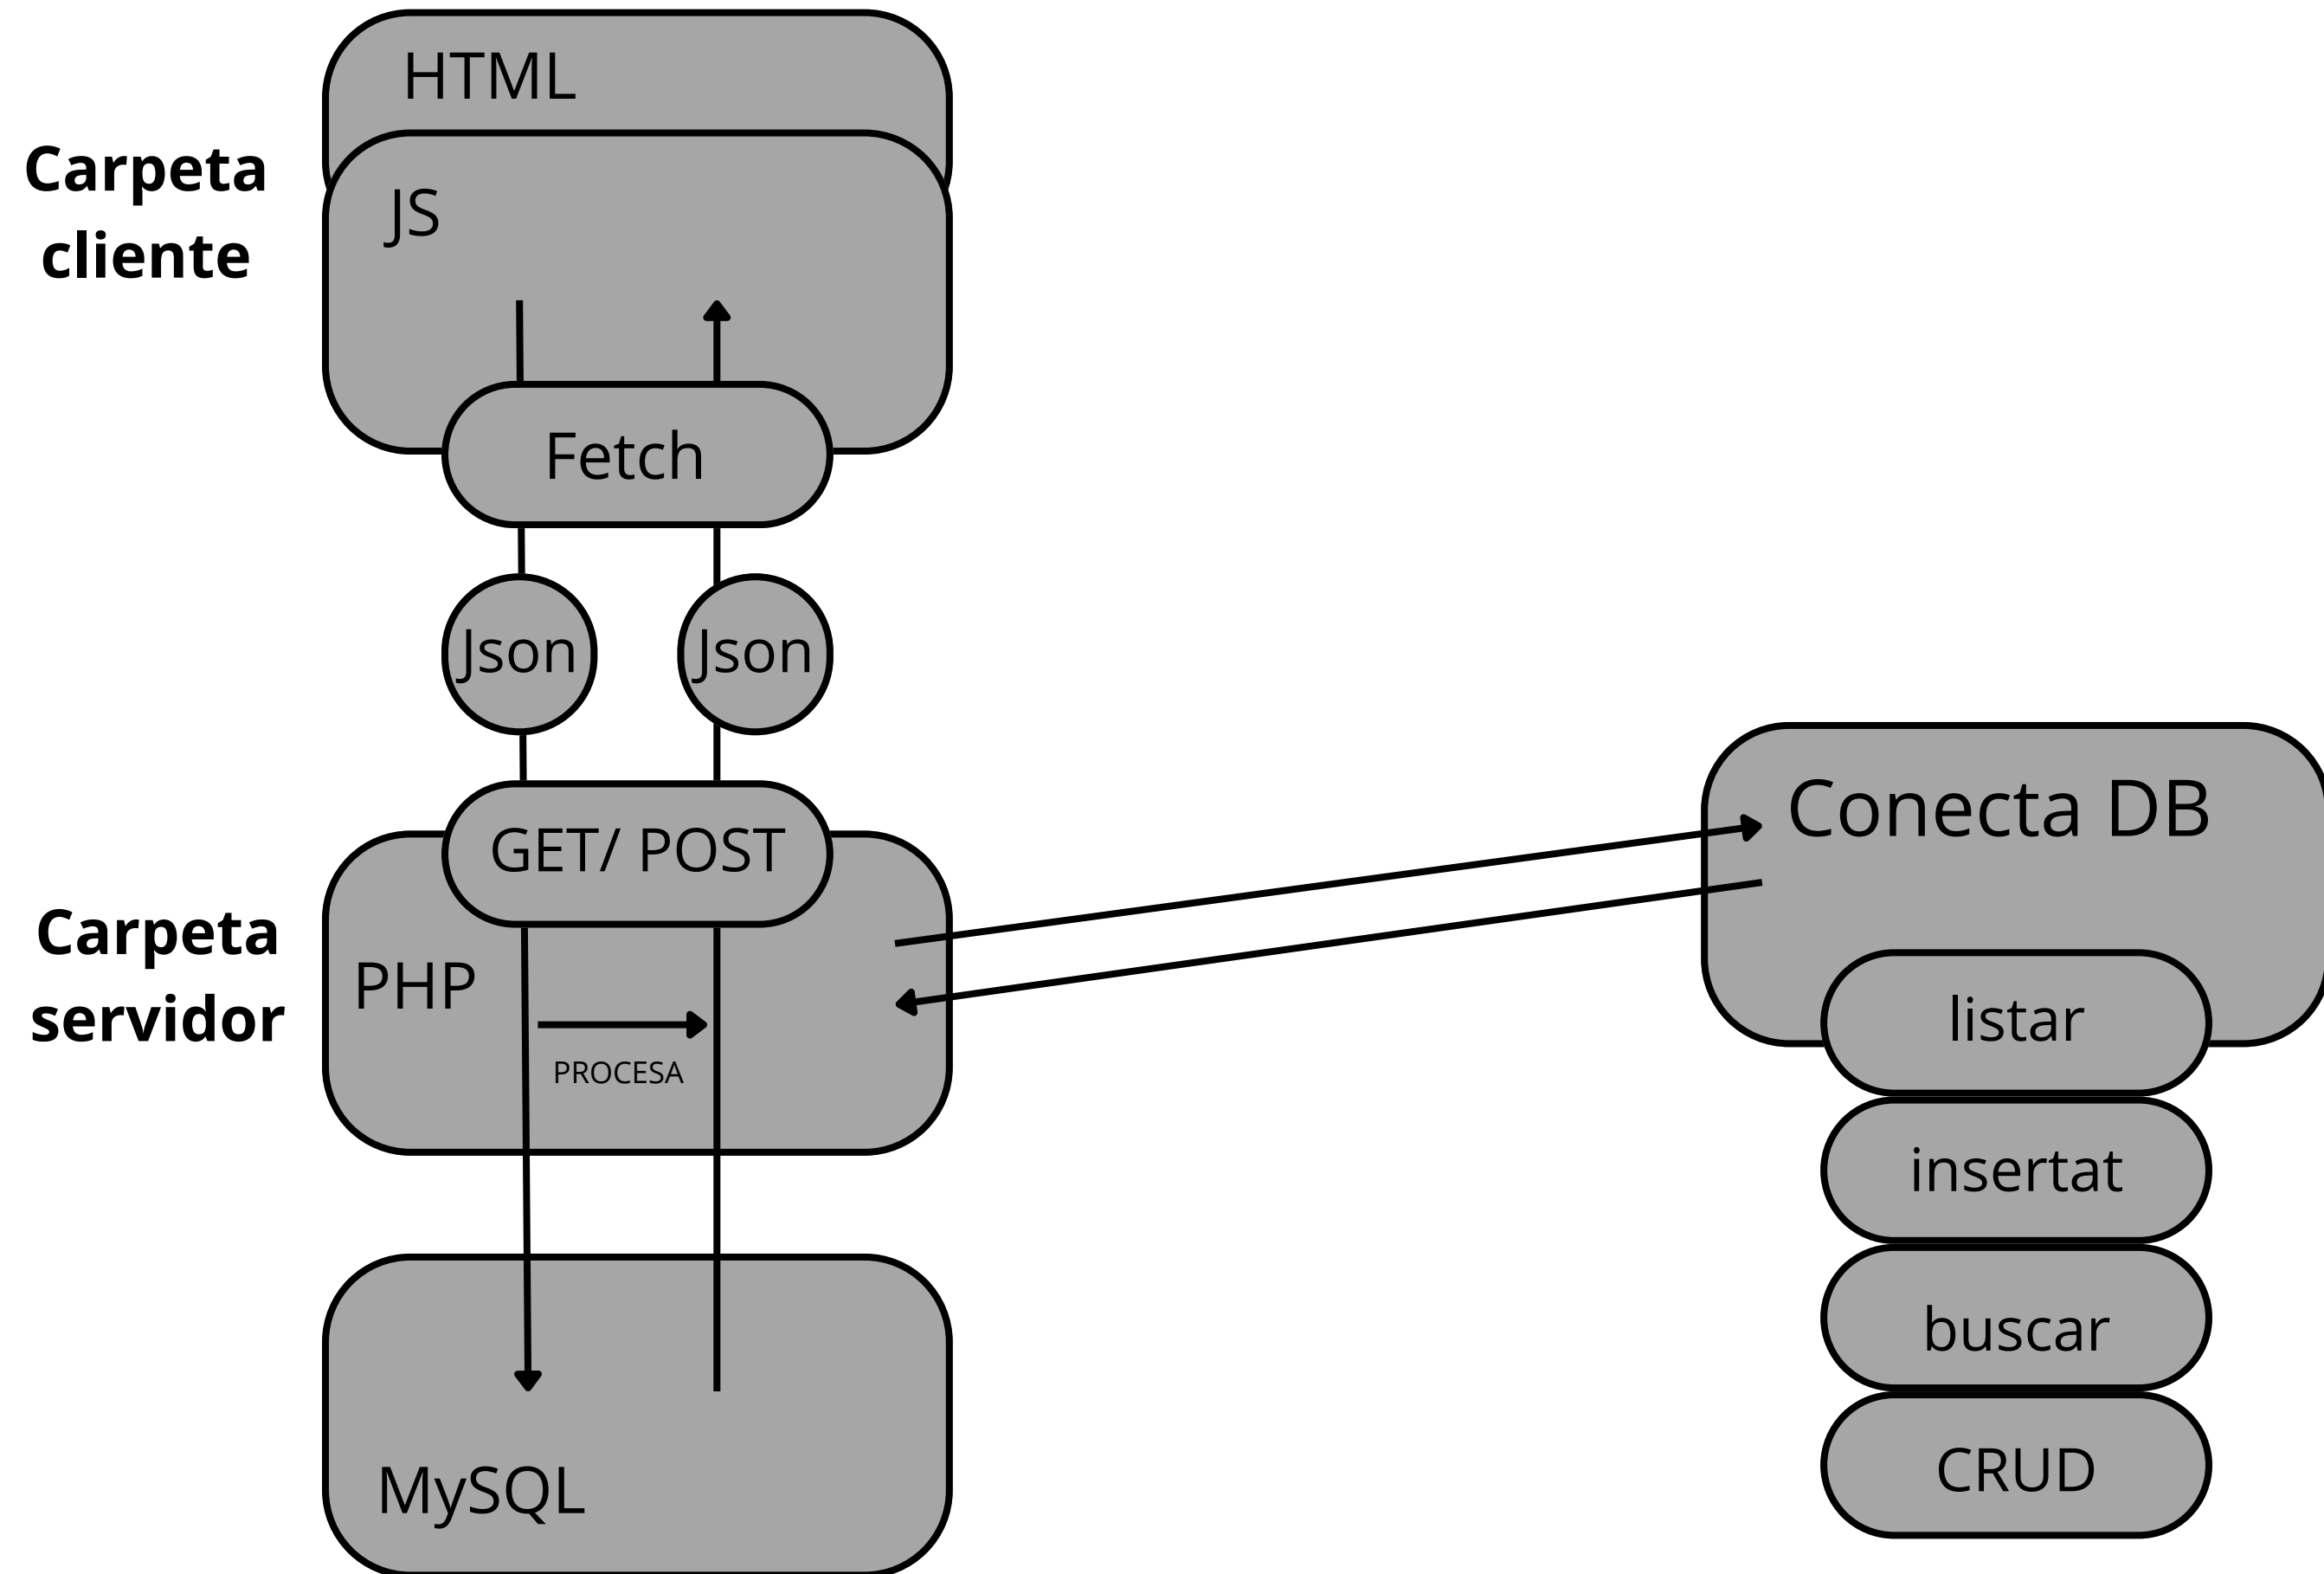 HTML
Carpeta
cliente
JS
Fetch
Json
Json
GET/ POST
Conecta DB
Carpeta
servidor
PHP
PROCESA
listar
insertat
buscar
CRUD
MySQL